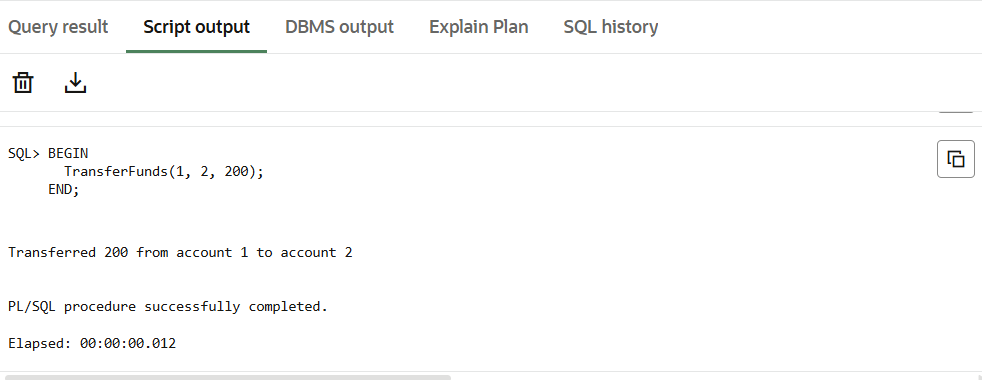 Query result Script output DBMS output Explain Plan SQL history
SQL> BEGIN
TransferFunds(1, 2, 200);
END;
Transferred 200 from account 1 to account 2
PL/SQL procedure successfully completed.
Elapsed: 00:00:00.012